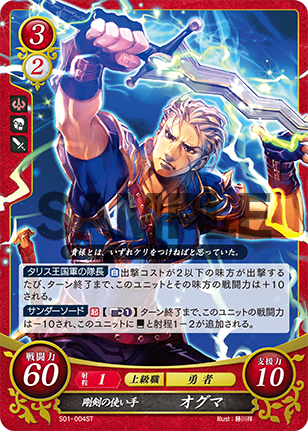 3
2
SAMPLE
貴様とは、いずれケリをつけねばと思っていた。
タリス王国軍の隊長 自 出撃コストが2以下の味方が出撃する
たび、ターン終了まで、このユニットとその味方の戦闘力は+10
される。
サンダーソード 起 【1】 ターン終了まで、このユニットの戦闘力
は−10され、このユニットに と射程1-2が追加される。
戦闘力
60
射程 1 上級職 勇者
支援力
10
剛剣の使い手 オグマ
S01-004ST
Illust:藤川祥